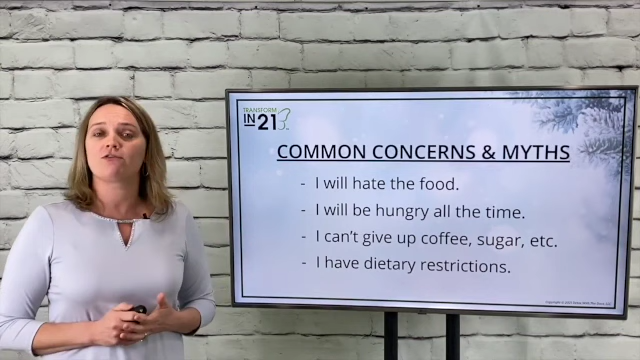 TRANSFORM
IN 21
COMMON CONCERNS & MYTHS
- I will hate the food.
- I will be hungry all the time.
- I can't give up coffee, sugar, etc.
- I have dietary restrictions.